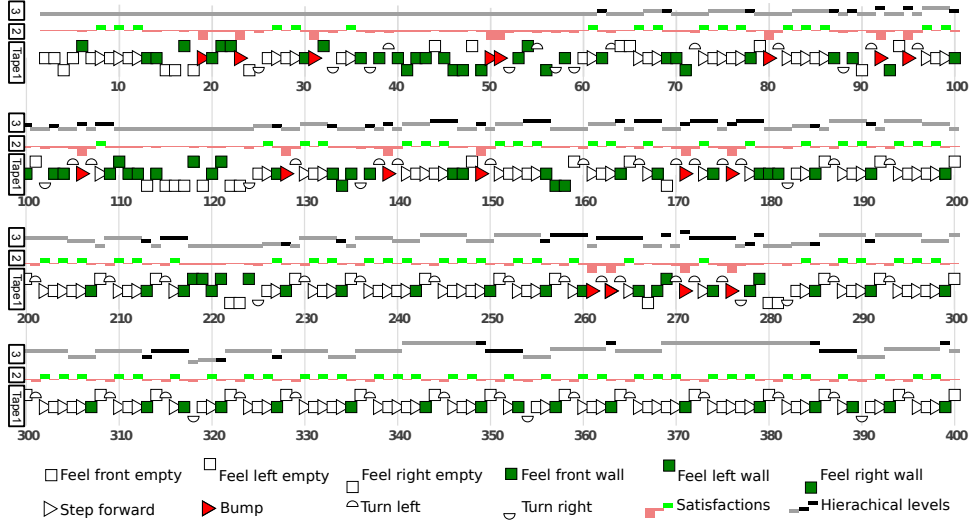 3
2
Tape1
10 20 30 40 50 60 70 80 90 100
3
2
Tape1
100 110 120 130 140 150 160 170 180 190 200
3
2
Tape1
200 210 220 230 240 250 260 270 280 290 300
3
2
Tape1
300 310 320 330 340 350 360 370 380 390 400
Feel front empty Feel left empty Feel right empty Feel front wall Feel left wall Feel right wall
Step forward Bump Turn left Turn right Satisfactions Hierachical levels